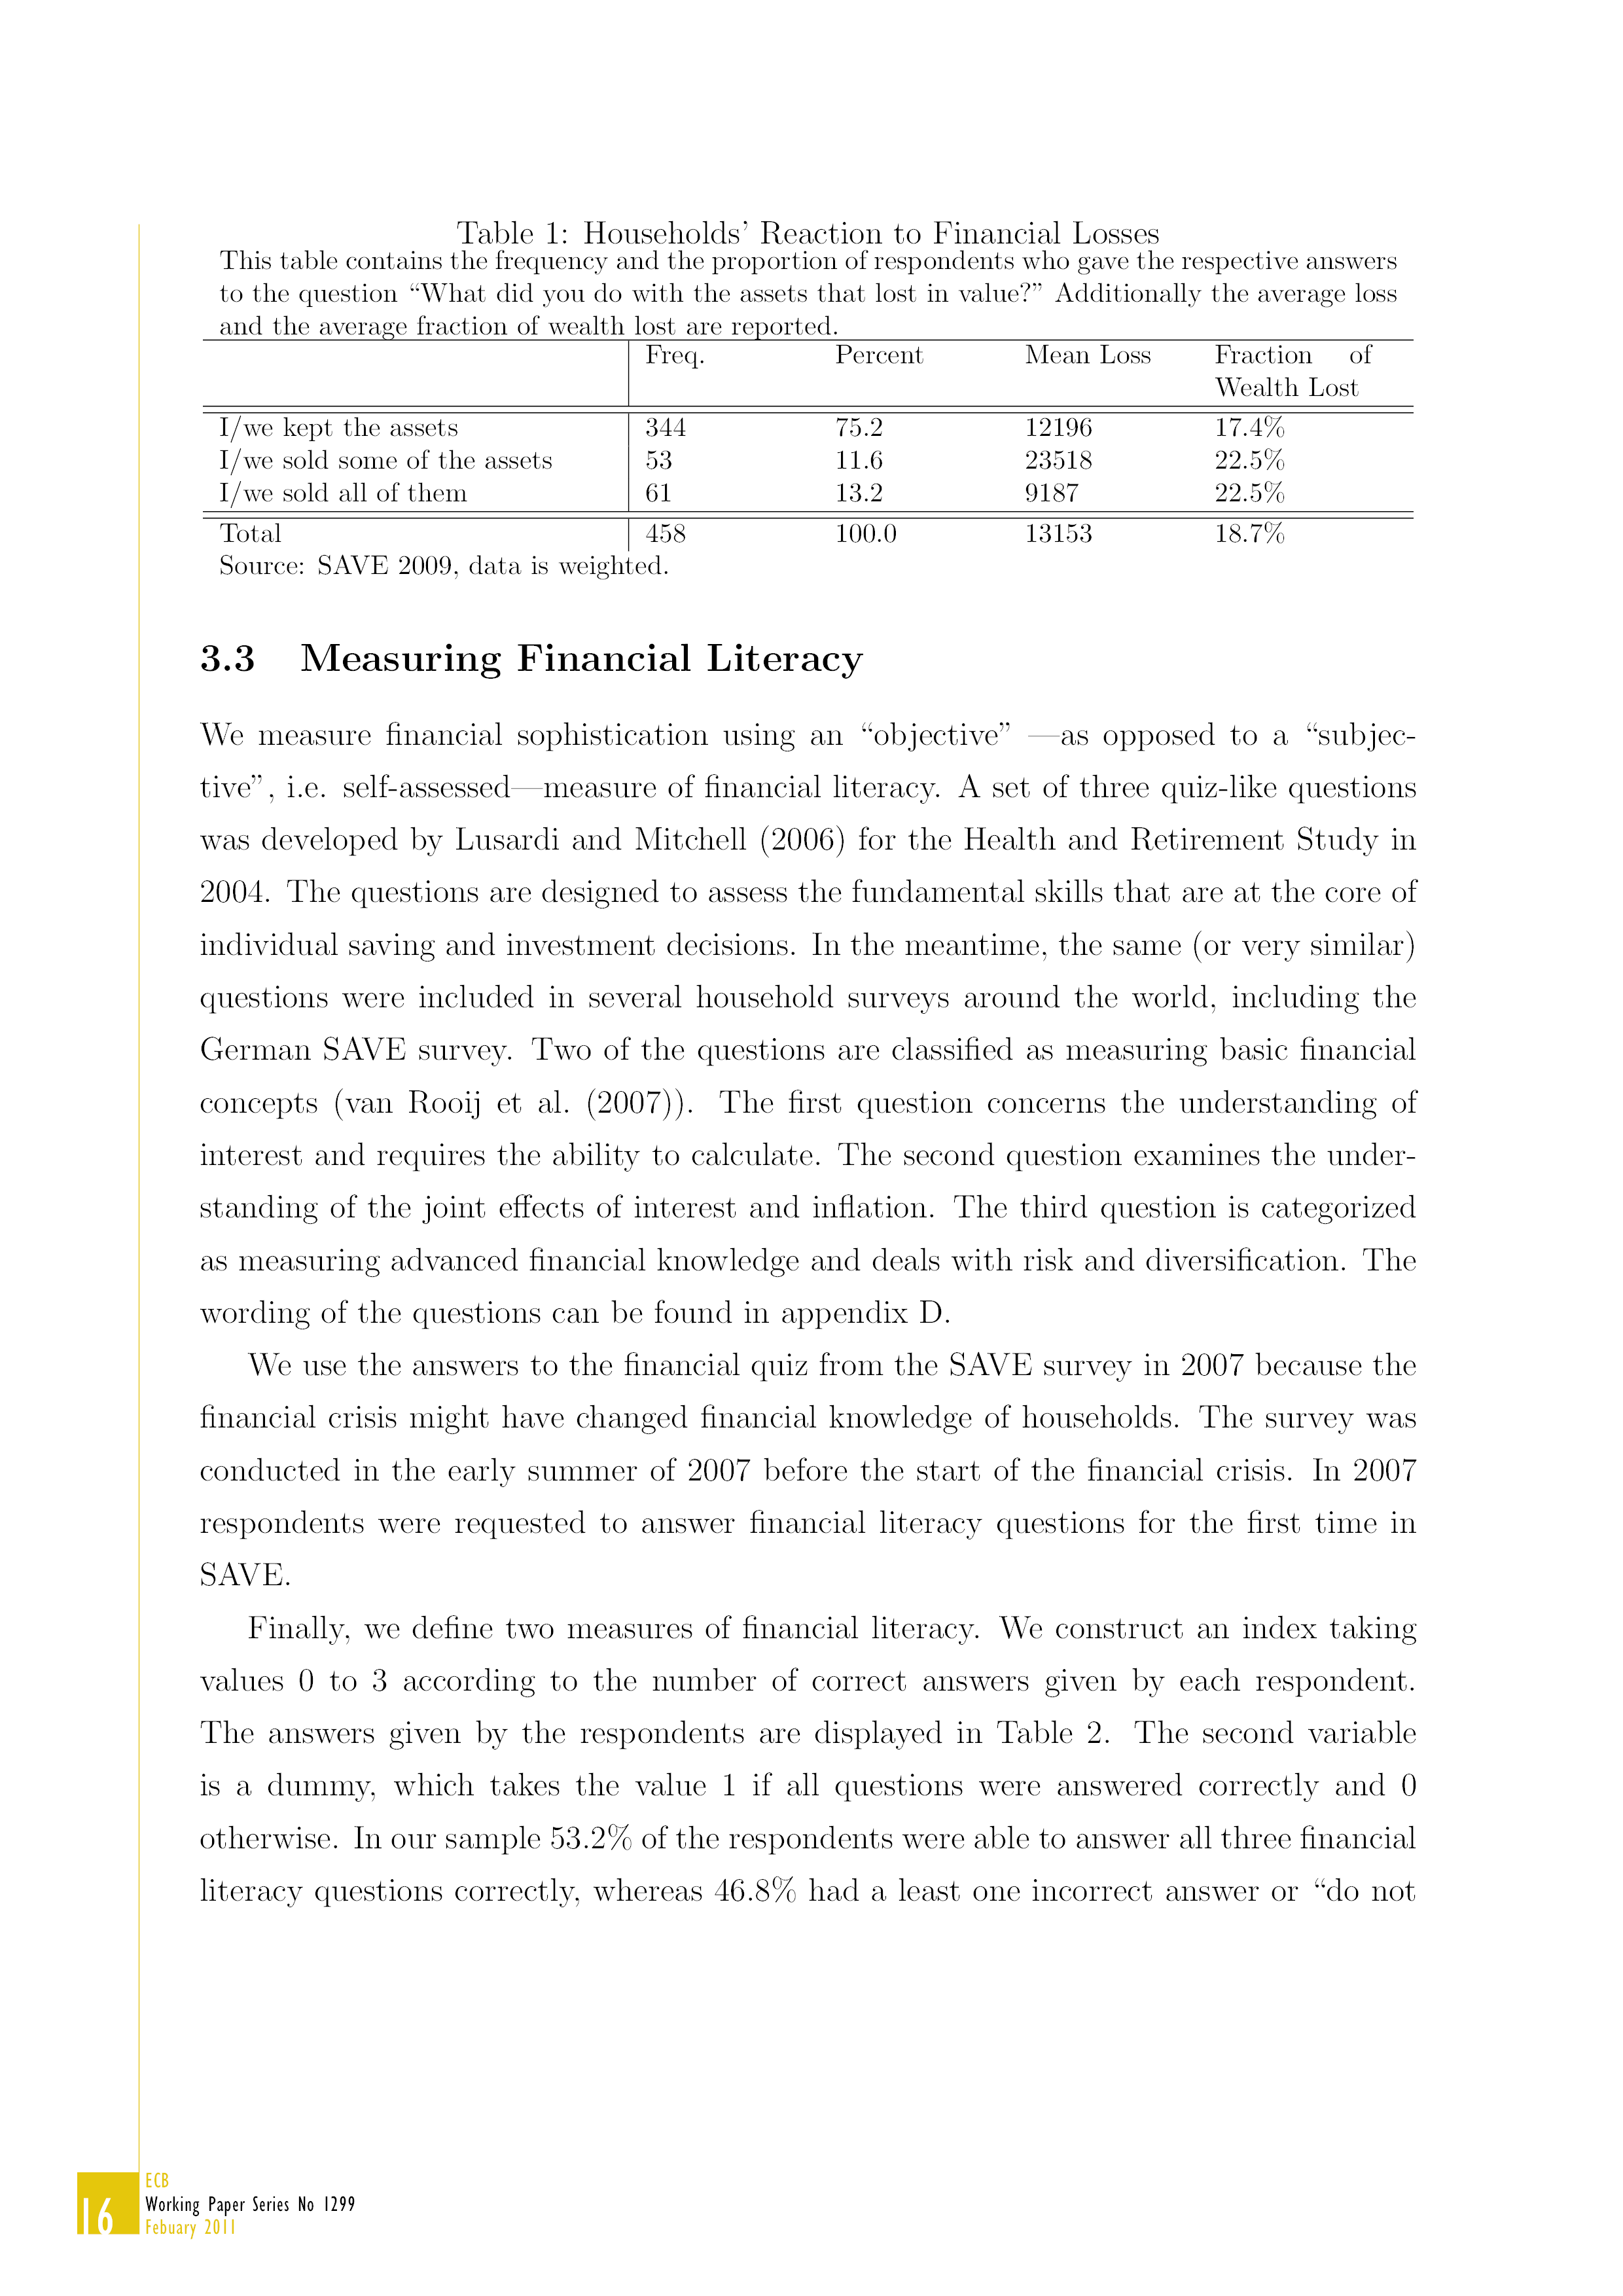 Table 1: Households’ Reaction to Financial Losses
This table contains the frequency and the proportion of respondents who gave the respective answers
to the question “What did you do with the assets that lost in value?” Additionally the average loss
and the average fraction of wealth lost are reported.
Freq. Percent Mean Loss Fraction of
Wealth Lost
I/we kept the assets 344 75.2 12196 17.4%
I/we sold some of the assets 53 11.6 23518 22.5%
I/we sold all of them 61 13.2 9187 22.5%
Total 458 100.0 13153 18.7%
Source: SAVE 2009, data is weighted.
3.3 Measuring Financial Literacy
We measure financial sophistication using an “objective” —as opposed to a “subjec-
tive”, i.e. self-assessed—measure of financial literacy. A set of three quiz-like questions
was developed by Lusardi and Mitchell (2006) for the Health and Retirement Study in
2004. The questions are designed to assess the fundamental skills that are at the core of
individual saving and investment decisions. In the meantime, the same (or very similar)
questions were included in several household surveys around the world, including the
German SAVE survey. Two of the questions are classified as measuring basic financial
concepts (van Rooij et al. (2007)). The first question concerns the understanding of
interest and requires the ability to calculate. The second question examines the under-
standing of the joint effects of interest and inflation. The third question is categorized
as measuring advanced financial knowledge and deals with risk and diversification. The
wording of the questions can be found in appendix D.
We use the answers to the financial quiz from the SAVE survey in 2007 because the
financial crisis might have changed financial knowledge of households. The survey was
conducted in the early summer of 2007 before the start of the financial crisis. In 2007
respondents were requested to answer financial literacy questions for the first time in
SAVE.
Finally, we define two measures of financial literacy. We construct an index taking
values 0 to 3 according to the number of correct answers given by each respondent.
The answers given by the respondents are displayed in Table 2. The second variable
is a dummy, which takes the value 1 if all questions were answered correctly and 0
otherwise. In our sample 53.2% of the respondents were able to answer all three financial
literacy questions correctly, whereas 46.8% had a least one incorrect answer or “do not
16
ECB
Working Paper Series No 1299
Febuary 2011